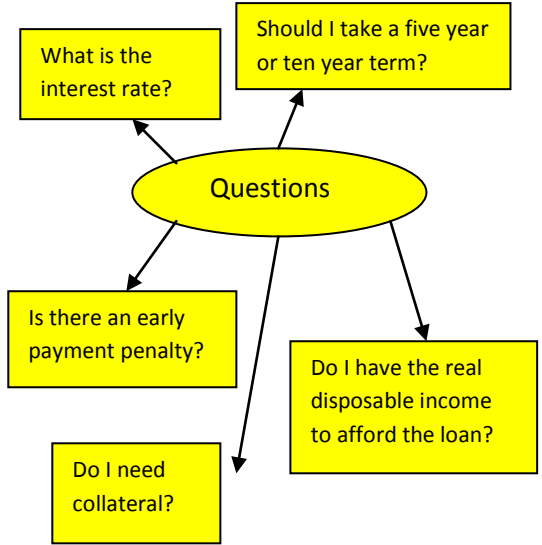 What is the
interest rate?
Should I take a five year
or ten year term?
Questions
Is there an early
payment penalty?
Do I have the real
disposable income
to afford the loan?
Do I need
collateral?